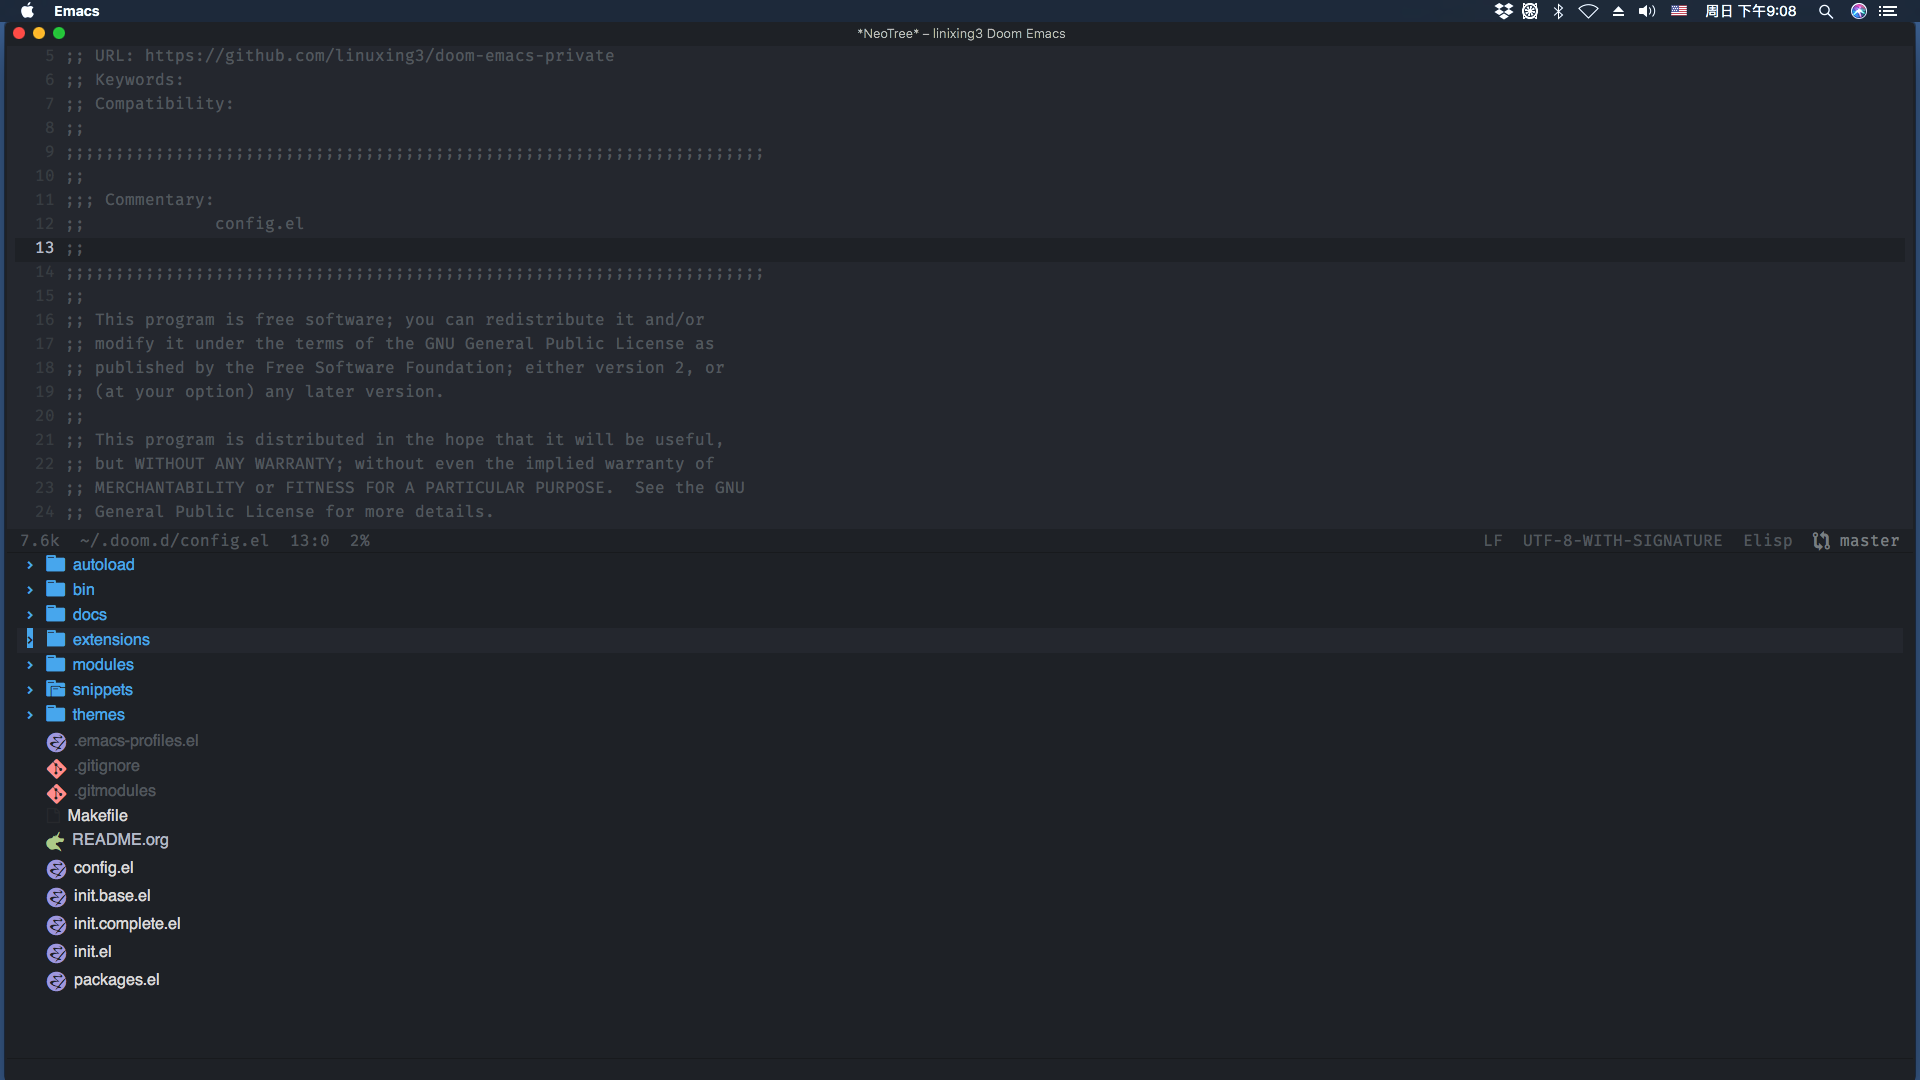 Emacs
周日 下午9:08
*NeoTree* – linixing3 Doom Emacs
5 ;; URL: https://github.com/linuxing3/doom-emacs-private
6 ;; Keywords:
7 ;; Compatibility:
8 ;;
9 ;;;;;;;;;;;;;;;;;;;;;;;;;;;;;;;;;;;;;;;;;;;;;;;;;;;;;;;;;;;;;;;;;;;;;;
10 ;;
11 ;;; Commentary:
12 ;;             config.el
13 ;;
14 ;;;;;;;;;;;;;;;;;;;;;;;;;;;;;;;;;;;;;;;;;;;;;;;;;;;;;;;;;;;;;;;;;;;;;;
15 ;;
16 ;; This program is free software; you can redistribute it and/or
17 ;; modify it under the terms of the GNU General Public License as
18 ;; published by the Free Software Foundation; either version 2, or
19 ;; (at your option) any later version.
20 ;;
21 ;; This program is distributed in the hope that it will be useful,
22 ;; but WITHOUT ANY WARRANTY; without even the implied warranty of
23 ;; MERCHANTABILITY or FITNESS FOR A PARTICULAR PURPOSE.  See the GNU
24 ;; General Public License for more details.
7.6k  ~/.doom.d/config.el  13:0  2%  LF  UTF-8-WITH-SIGNATURE  Elisp  master
autoload
bin
docs
extensions
modules
snippets
themes
.emacs-profiles.el
.gitignore
.gitmodules
Makefile
README.org
config.el
init.base.el
init.complete.el
init.el
packages.el